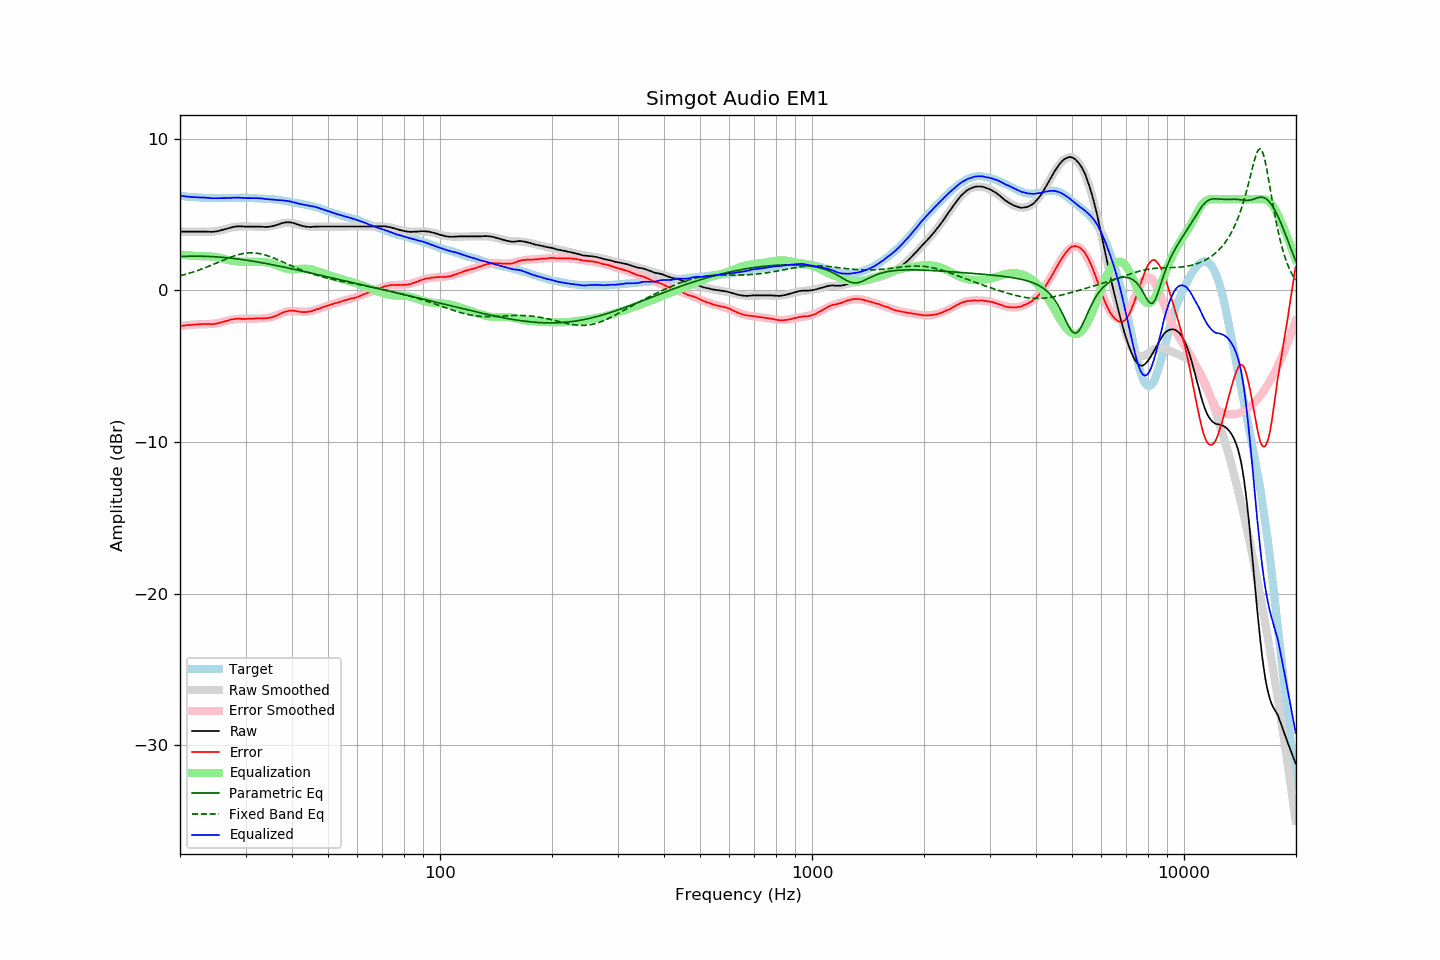 Simgot Audio EM1
10
0
−10
−20
−30
Amplitude (dBr)
Target
Raw Smoothed
Error Smoothed
Raw
Error
Equalization
Parametric Eq
Fixed Band Eq
Equalized
100
1000
10000
Frequency (Hz)